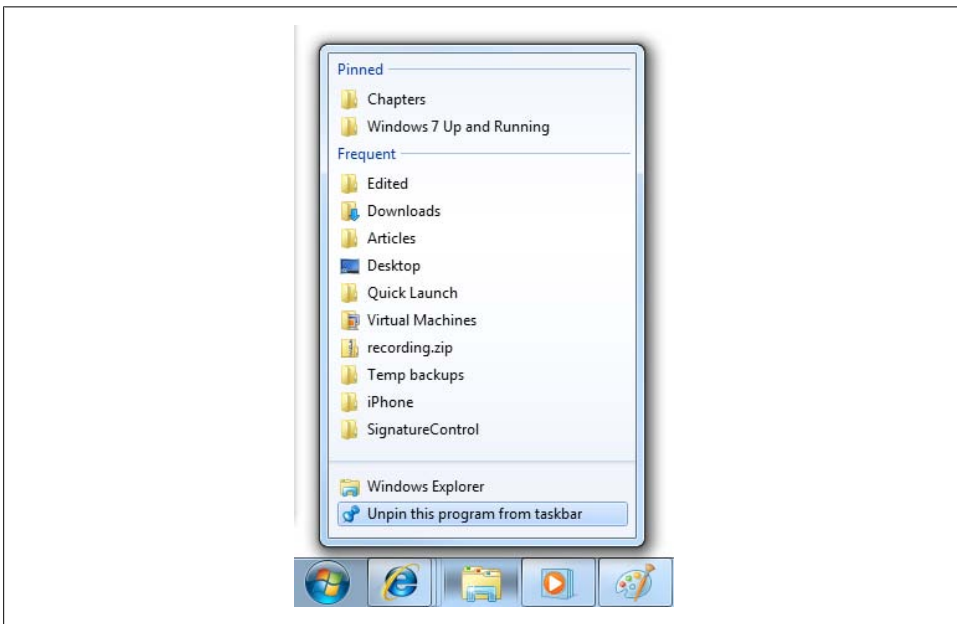 Pinned
Chapters
Windows 7 Up and Running
Frequent
Edited
Downloads
Articles
Desktop
Quick Launch
Virtual Machines
recording.zip
Temp backups
iPhone
SignatureControl
Windows Explorer
Unpin this program from taskbar